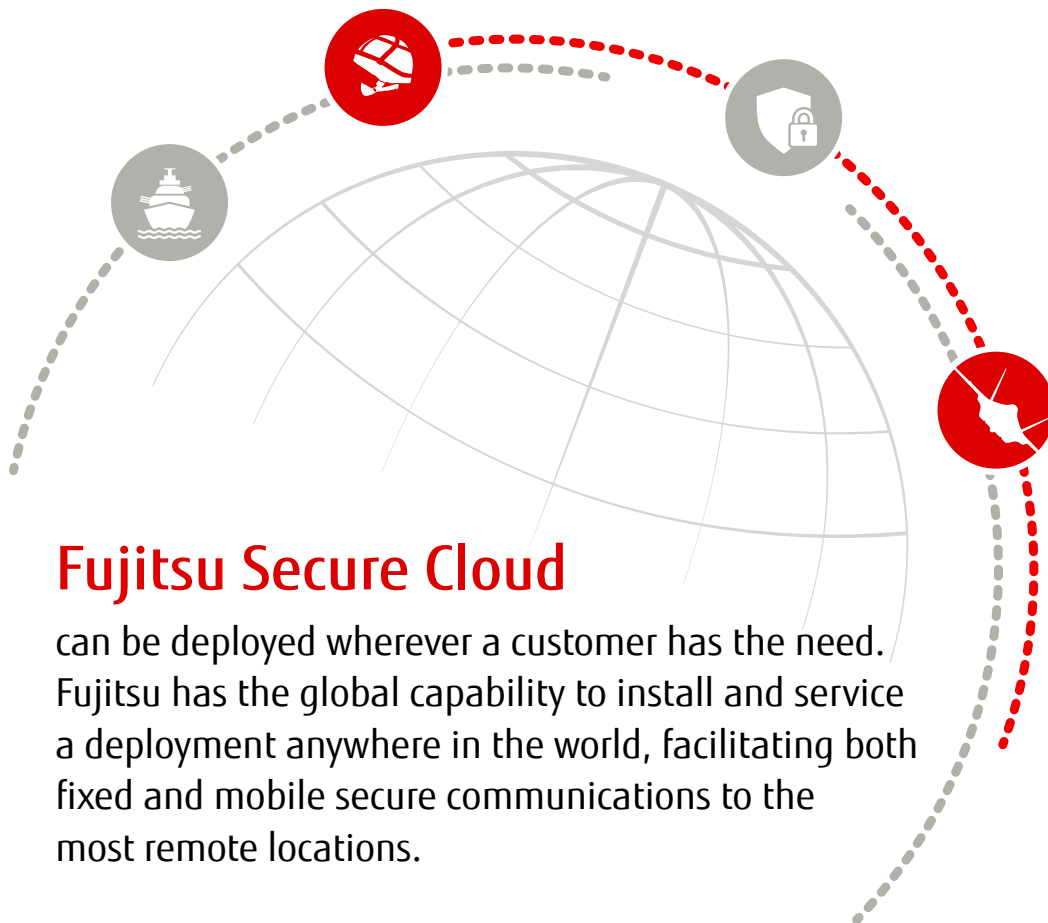 Fujitsu Secure Cloud
can be deployed wherever a customer has the need.
Fujitsu has the global capability to install and service
a deployment anywhere in the world, facilitating both
fixed and mobile secure communications to the
most remote locations.